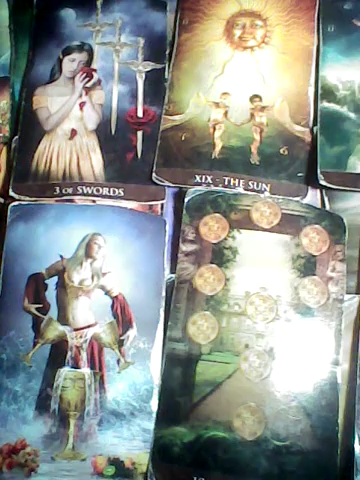 3 OF SWORDS
XIX - THE SUN